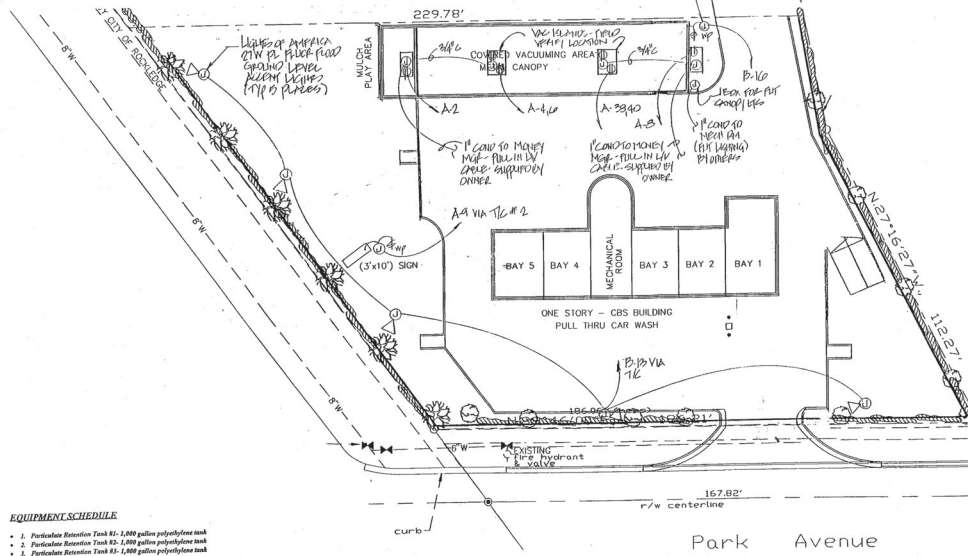 229.78'
8"W
CITY OF ROCKLEDGE
LIGHTS OF AMERICA
27W PL FLUOR FLOOD
GROUND LEVEL
ACCENT LIGHTS
(TYP 15 PLACES)
MULCH
PLAY AREA
3/4"C
VAC ISLANDS - FIELD
VERIFY LOCATION
COVERED VACUUMING AREA
CANOPY
3/4"C
WP
B-16
JBOX FOR FUT
CANOPY LTG
A-2
A-4,6
A-38,40
A-8
1" COND TO MONEY
MGR - PULL IN L/V
CABLE - SUPPLIED BY
OWNER
1" COND TO MONEY
MGR - PULL IN L/V
CABLE - SUPPLIED BY
OWNER
1" COND TO
MECH RM
(FUT LIGHTING)
BY OTHERS
A-9 VIA T/C #2
WP
(3'x10') SIGN
8"W
BAY 5
BAY 4
MECHANICAL
ROOM
BAY 3
BAY 2
BAY 1
N.27°16'27"W.
112.27'
ONE STORY - CBS BUILDING
PULL THRU CAR WASH
B-13 VIA
T/C
8"W
6"W
EXISTING
fire hydrant
& valve
167.82'
r/w centerline
curb
Park Avenue
EQUIPMENT SCHEDULE
• 1. Particulate Retention Tank #1- 1,000 gallon polyethylene tank
• 2. Particulate Retention Tank #2- 1,000 gallon polyethylene tank
• 3. Particulate Retention Tank #3- 1,000 gallon polyethylene tank